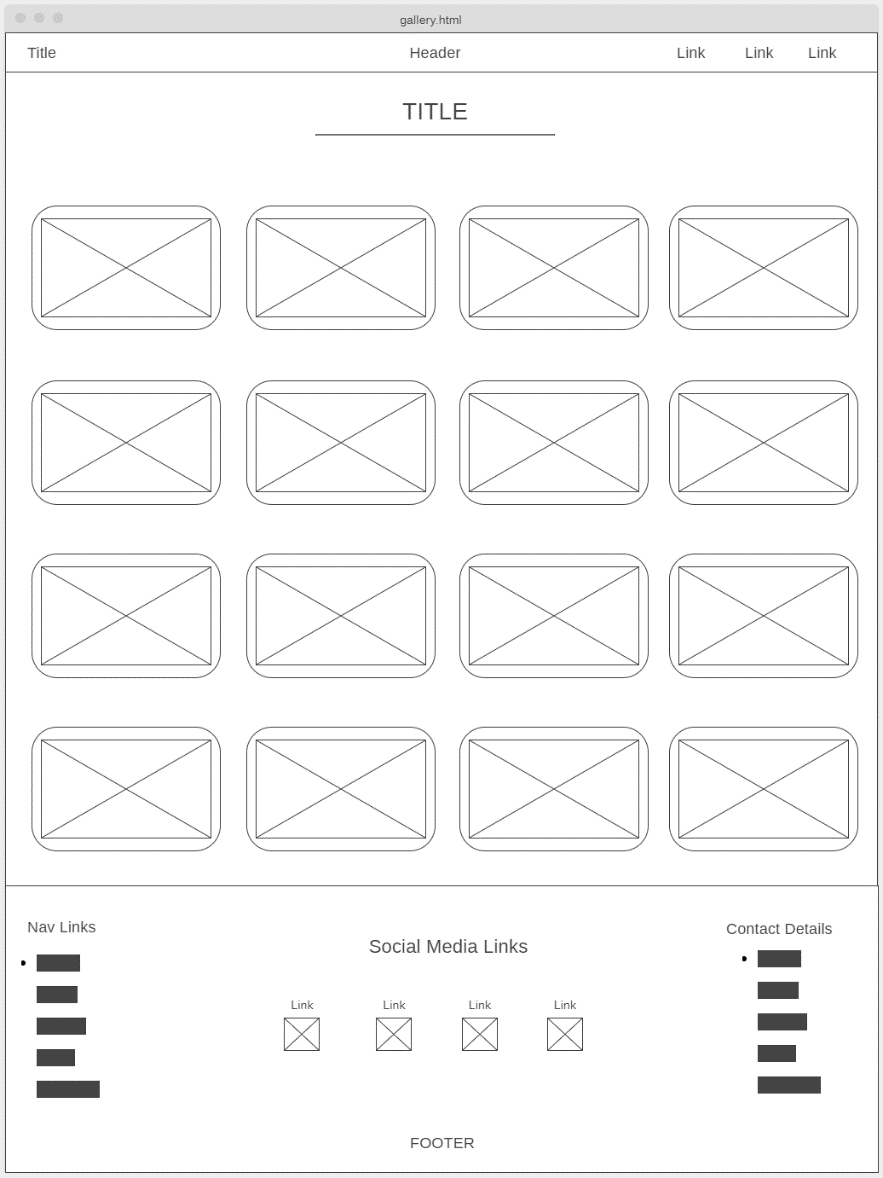 gallery.html
Title Header Link Link Link
TITLE
Nav Links
Social Media Links
Contact Details
Link Link Link Link
FOOTER